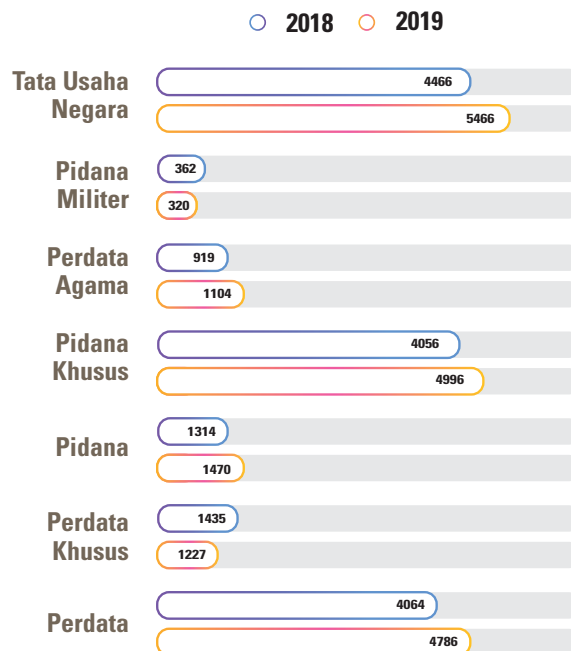 2018 2019
Tata Usaha
Negara
4466
5466
Pidana
Militer
362
320
Perdata
Agama
919
1104
Pidana
Khusus
4056
4996
Pidana
1314
1470
Perdata
Khusus
1435
1227
Perdata
4064
4786